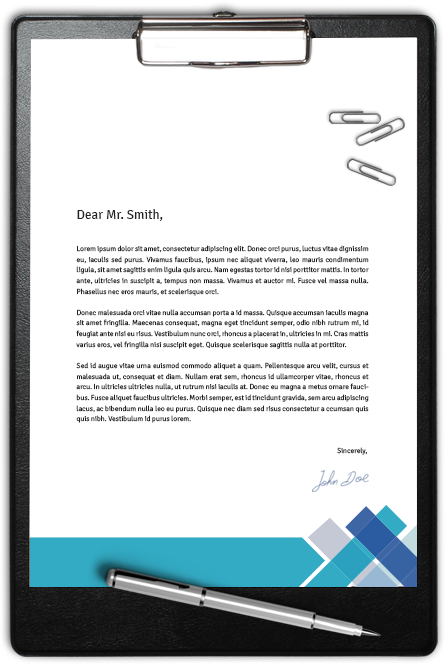 Dear Mr. Smith,
Lorem ipsum dolor sit amet, consectetur adipiscing elit. Donec orci purus, luctus vitae dignissim
eu, iaculis sed purus. Vivamus faucibus, ipsum nec aliquet viverra, leo mauris condimentum
ligula, sit amet sagittis enim ligula quis arcu. Nam egestas tortor id nisi porttitor mattis. In tortor
ante, ultricies in suscipit a, tempus non massa. Vivamus et auctor mi. Fusce vel massa nulla.
Phasellus nec eros mauris, et scelerisque orci.
Donec malesuada orci vitae nulla accumsan porta a id massa. Quisque accumsan iaculis magna
sit amet fringilla. Maecenas consequat, magna eget tincidunt semper, odio nibh rutrum mi, id
feugiat ante nisi eu risus. Vestibulum nunc orci, rhoncus a placerat in, ultricies in mi. Cras mattis
varius eros, vel fringilla nisi suscipit eget. Quisque scelerisque sagittis nulla at porttitor.
Sed id augue vitae urna euismod commodo aliquet a quam. Pellentesque arcu velit, cursus et
malesuada ut, consequat et diam. Nullam erat sem, rhoncus id ullamcorper vitae, rhoncus et
arcu. In ultricies ultricies nulla, ut rutrum nisi iaculis at. Donec eu magna a metus ornare fauci-
bus. Fusce aliquet faucibus ultricies. Morbi semper, est id tincidunt gravida, sem arcu adipiscing
lacus, ac bibendum nulla leo eu purus. Quisque nec diam sed risus consectetur a ccumsan quis
quis nibh. Vestibulum id purus lorem.
Sincerely,
John Doe